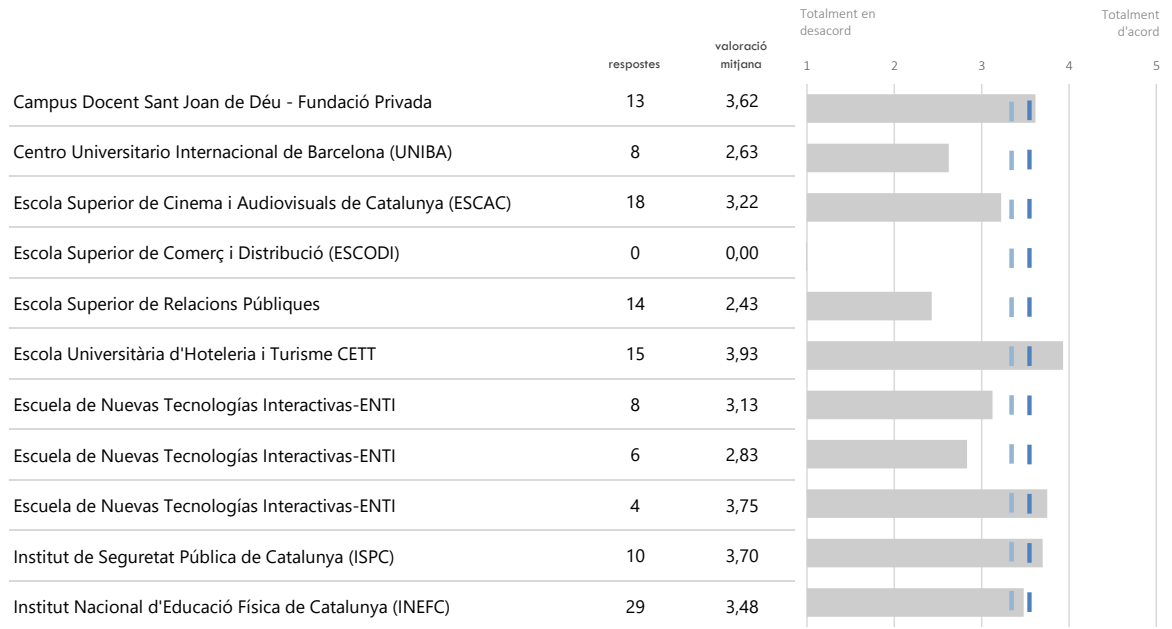 Totalment en
desacord
Totalment
d'acord
respostes
valoració
mitjana
1 2 3 4 5
Campus Docent Sant Joan de Déu - Fundació Privada 13 3,62
Centro Universitario Internacional de Barcelona (UNIBA) 8 2,63
Escola Superior de Cinema i Audiovisuals de Catalunya (ESCAC) 18 3,22
Escola Superior de Comerç i Distribució (ESCODI) 0 0,00
Escola Superior de Relacions Públiques 14 2,43
Escola Universitària d'Hoteleria i Turisme CETT 15 3,93
Escuela de Nuevas Tecnologías Interactivas-ENTI 8 3,13
Escuela de Nuevas Tecnologías Interactivas-ENTI 6 2,83
Escuela de Nuevas Tecnologías Interactivas-ENTI 4 3,75
Institut de Seguretat Pública de Catalunya (ISPC) 10 3,70
Institut Nacional d'Educació Física de Catalunya (INEFC) 29 3,48